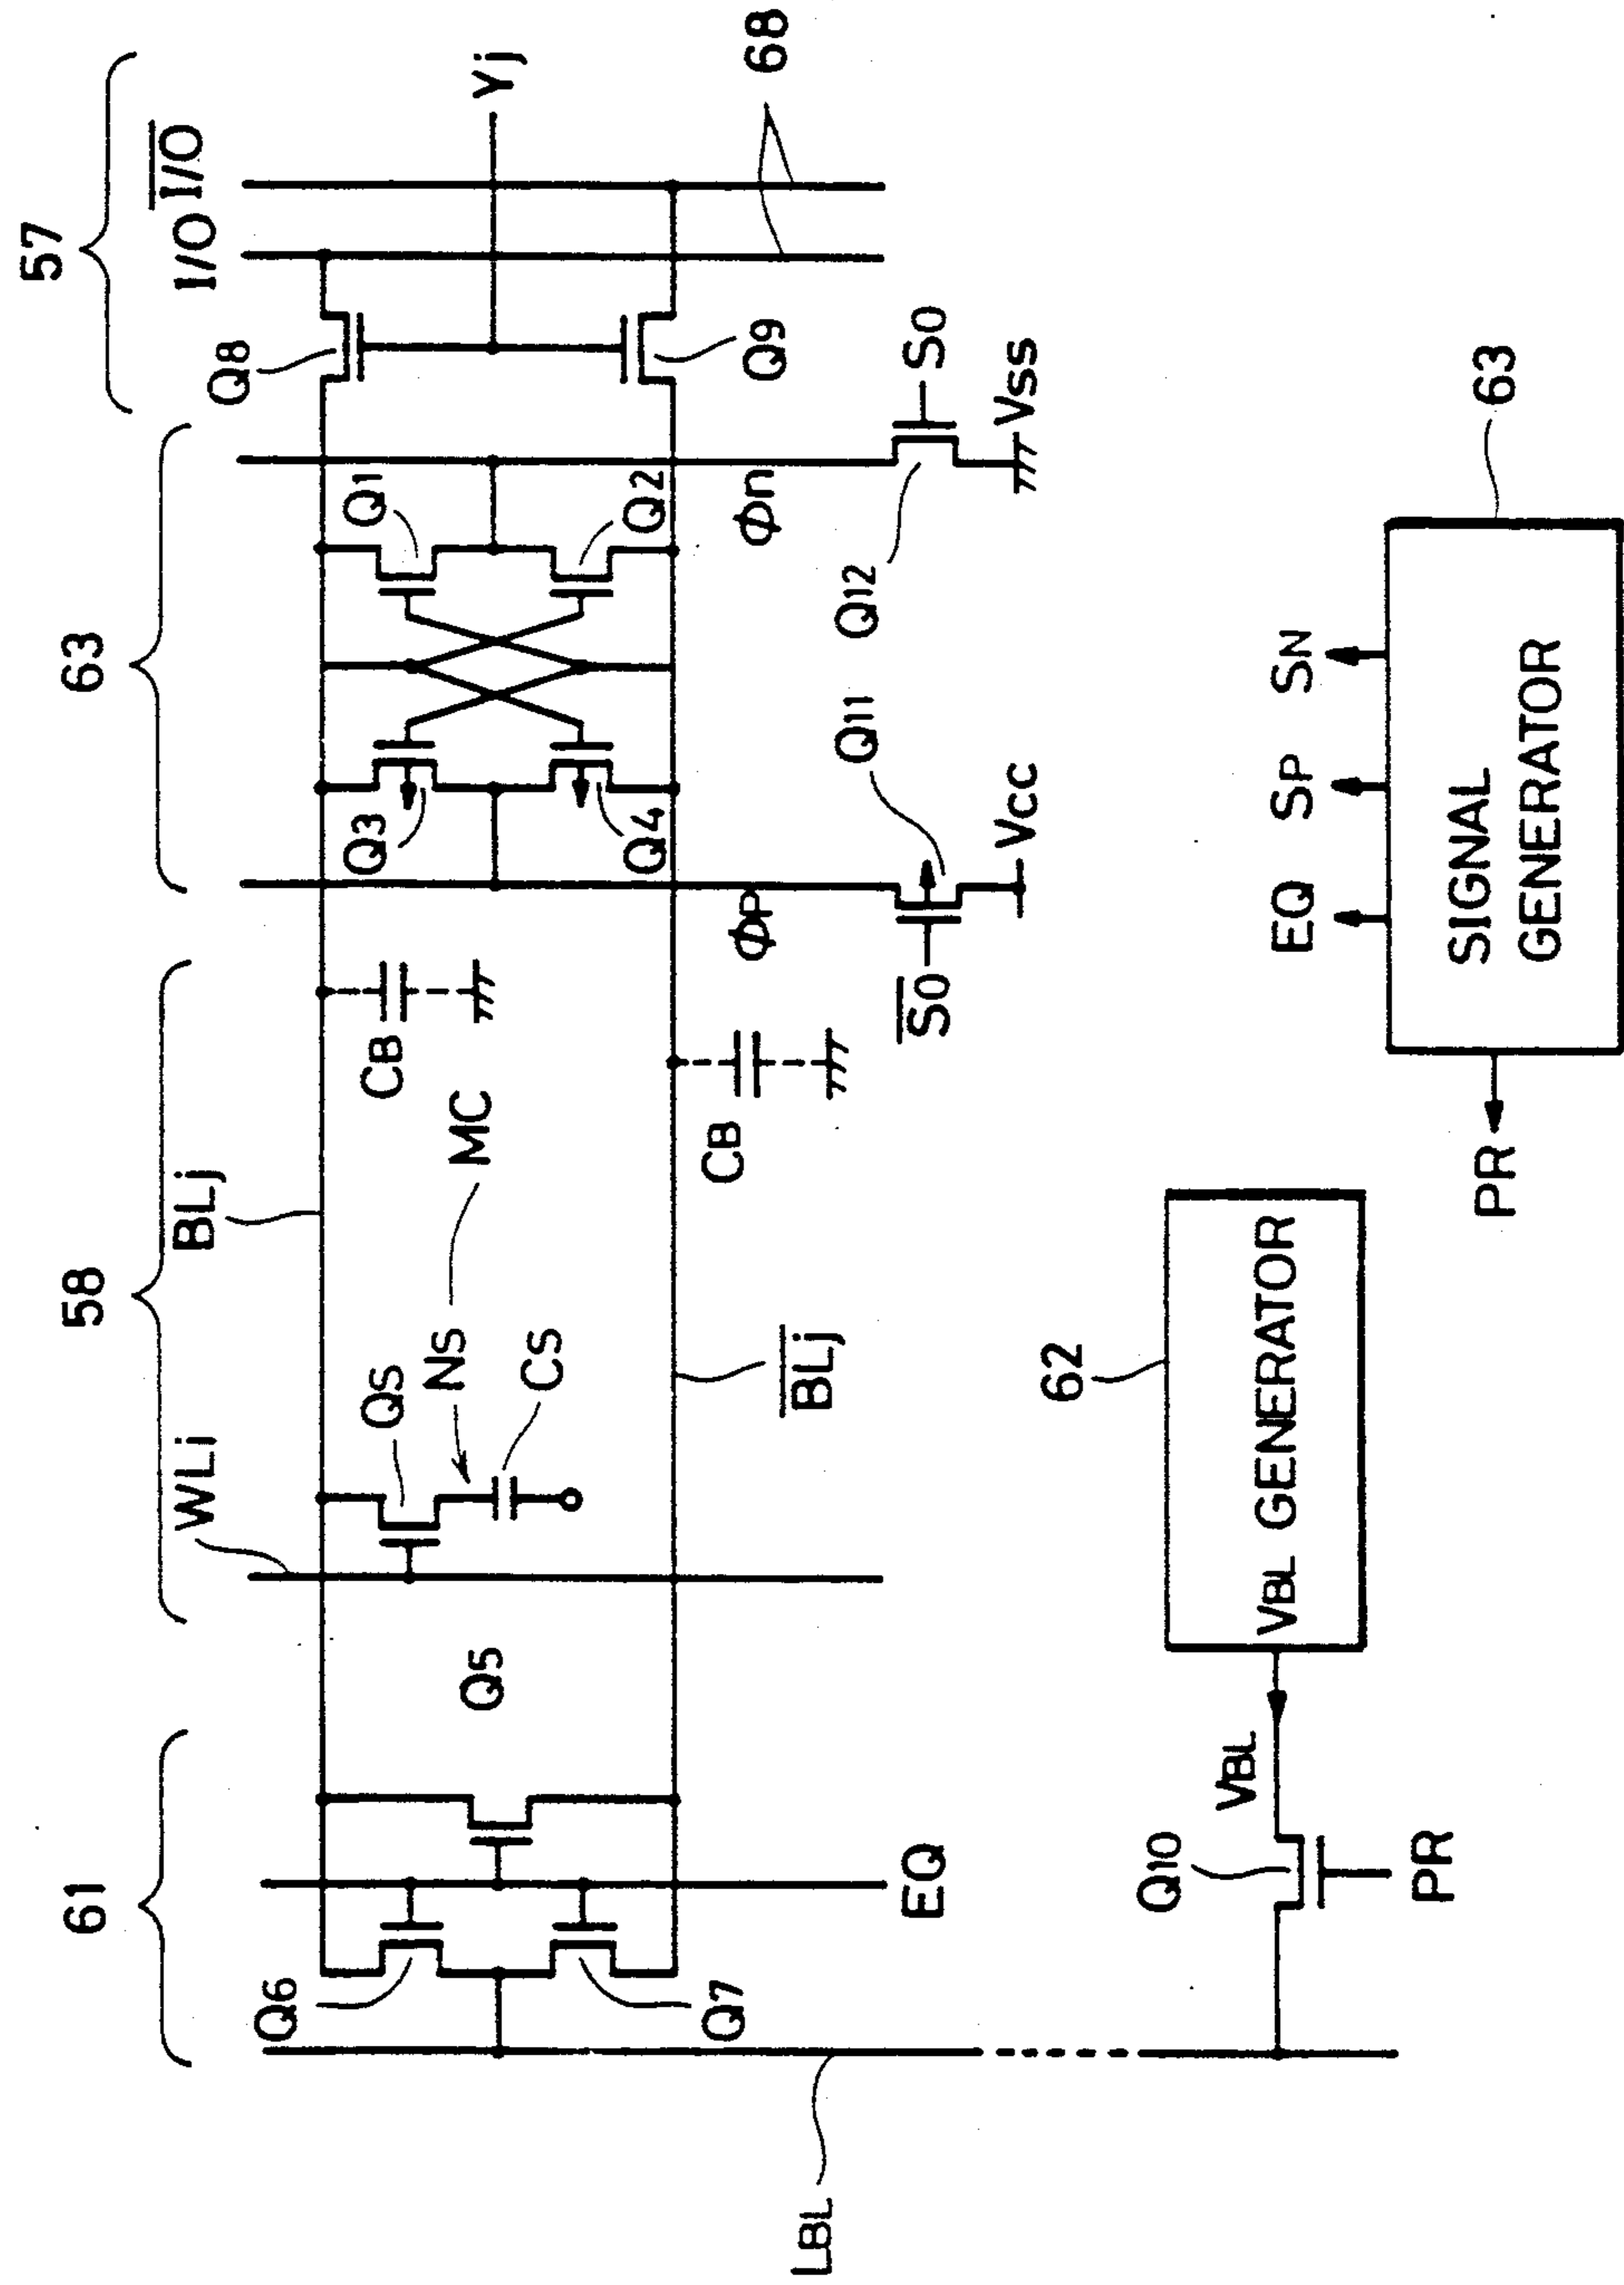 61
58
63
57
WLi
BLj
I/O
I/O
Q6
QS
CB
Q3
Q1
Q8
Q5
NS
MC
Yj
CS
Q4
Q2
Q7
CB
Q9
68
BLj
ΦP
Φn
LBL
EQ
Q11
Q12
S0
S0
VCC
VSS
62
Q10
VBL
VBL GENERATOR
EQ
SP
SN
PR
PR
SIGNAL
GENERATOR
63